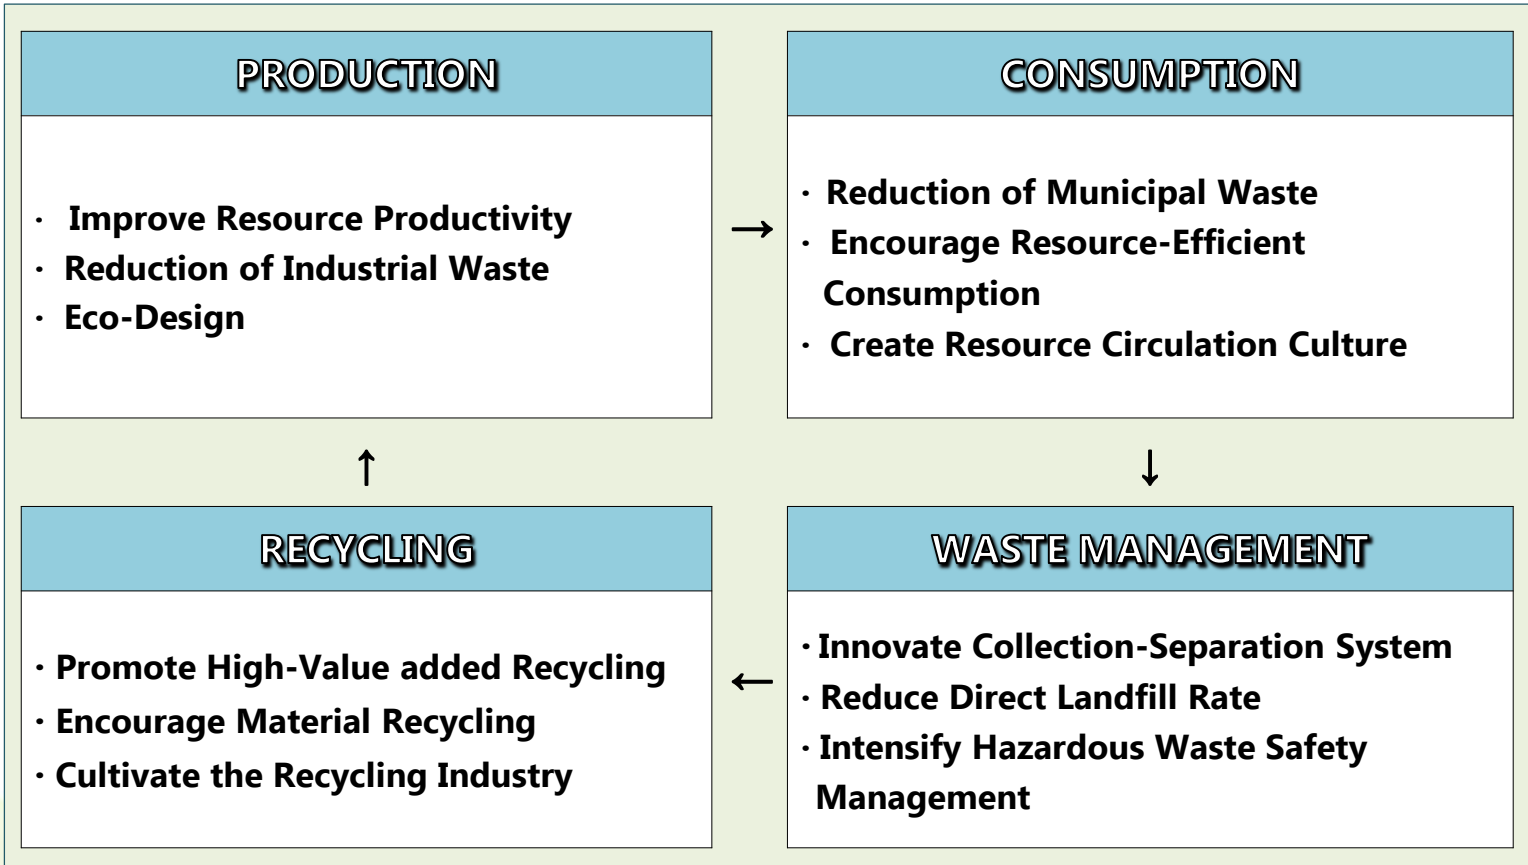 PRODUCTION
· Improve Resource Productivity
· Reduction of Industrial Waste
· Eco-Design
→
CONSUMPTION
· Reduction of Municipal Waste
· Encourage Resource-Efficient
Consumption
· Create Resource Circulation Culture
↑
↓
RECYCLING
· Promote High-Value added Recycling
· Encourage Material Recycling
· Cultivate the Recycling Industry
←
WASTE MANAGEMENT
· Innovate Collection-Separation System
· Reduce Direct Landfill Rate
· Intensify Hazardous Waste Safety
Management